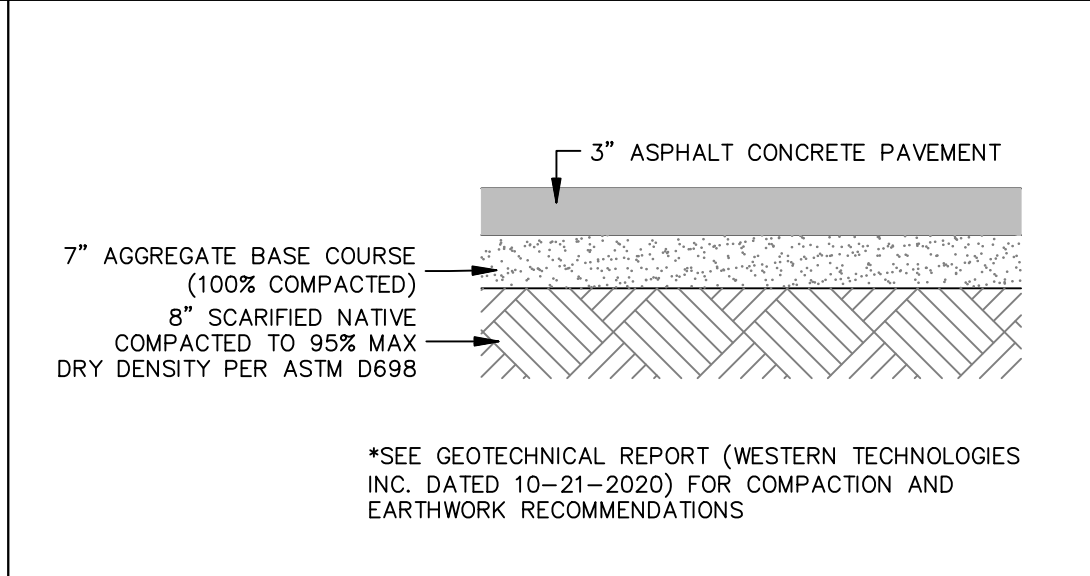 3” ASPHALT CONCRETE PAVEMENT
7” AGGREGATE BASE COURSE
(100% COMPACTED)
8” SCARIFIED NATIVE
COMPACTED TO 95% MAX
DRY DENSITY PER ASTM D698
*SEE GEOTECHNICAL REPORT (WESTERN TECHNOLOGIES
INC. DATED 10-21-2020) FOR COMPACTION AND
EARTHWORK RECOMMENDATIONS